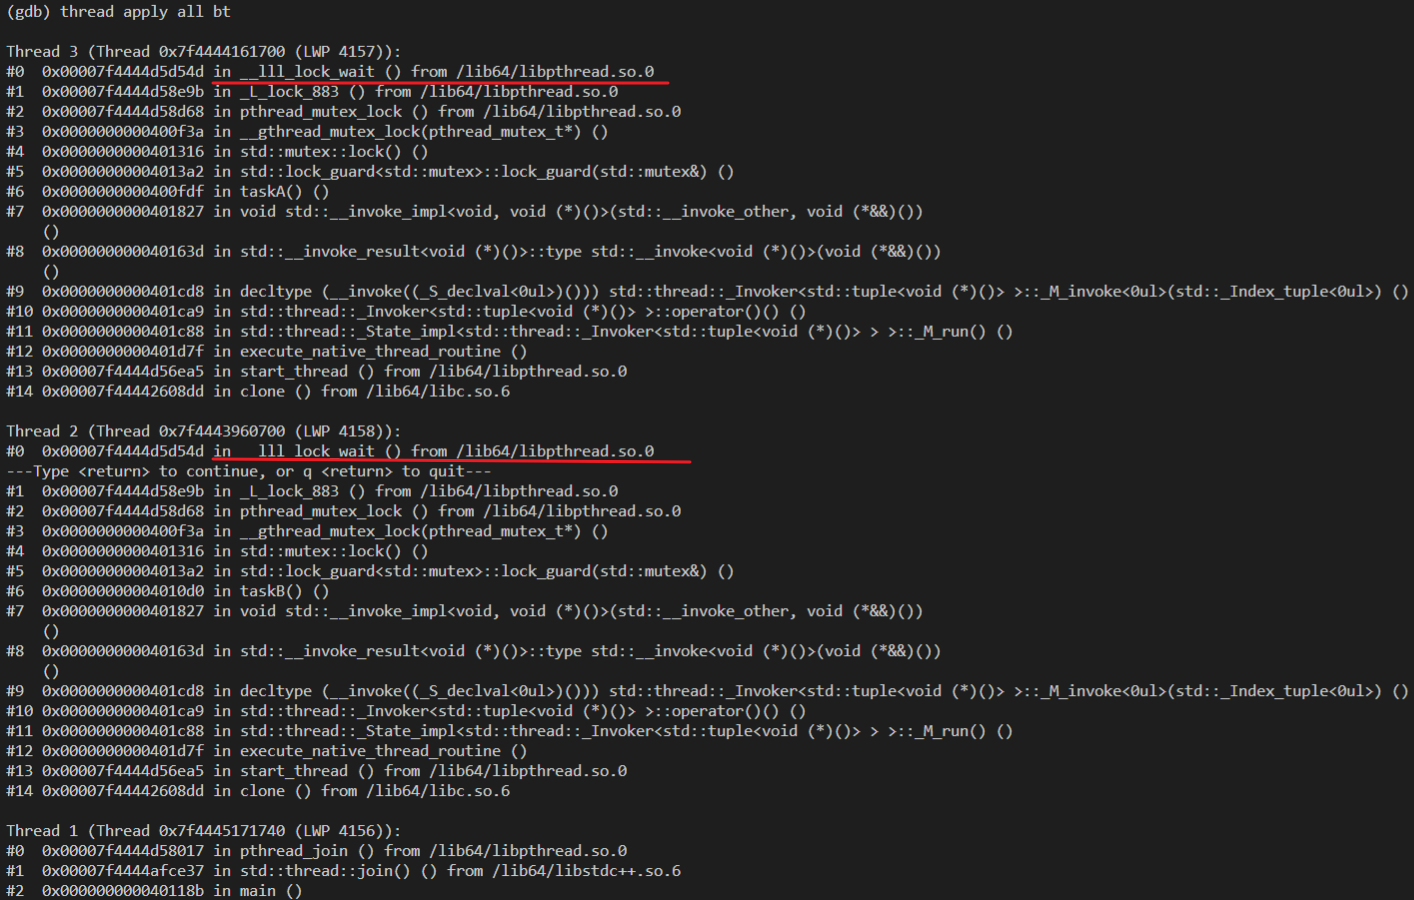 (gdb) thread apply all bt
Thread 3 (Thread 0x7f4444161700 (LWP 4157)):
#0  0x00007f4444d5d54d in __lll_lock_wait () from /lib64/libpthread.so.0
#1  0x00007f4444d58e9b in _L_lock_883 () from /lib64/libpthread.so.0
#2  0x00007f4444d58d68 in pthread_mutex_lock () from /lib64/libpthread.so.0
#3  0x0000000000400f3a in __gthread_mutex_lock(pthread_mutex_t*) ()
#4  0x0000000000401316 in std::mutex::lock() ()
#5  0x00000000004013a2 in std::lock_guard<std::mutex>::lock_guard(std::mutex&) ()
#6  0x0000000000400fdf in taskA() ()
#7  0x0000000000401827 in void std::__invoke_impl<void, void (*)()>(std::__invoke_other, void (*&&)())
    ()
#8  0x000000000040163d in std::__invoke_result<void (*)()>::type std::__invoke<void (*)()>(void (*&&)())
    ()
#9  0x0000000000401cd8 in decltype (__invoke((_S_declval<0ul>)())) std::thread::_Invoker<std::tuple<void (*)()> >::_M_invoke<0ul>(std::_Index_tuple<0ul>) ()
#10 0x0000000000401ca9 in std::thread::_Invoker<std::tuple<void (*)()> >::operator()() ()
#11 0x0000000000401c88 in std::thread::_State_impl<std::thread::_Invoker<std::tuple<void (*)()> > >::_M_run() ()
#12 0x0000000000401d7f in execute_native_thread_routine ()
#13 0x00007f4444d56ea5 in start_thread () from /lib64/libpthread.so.0
#14 0x00007f44442608dd in clone () from /lib64/libc.so.6
Thread 2 (Thread 0x7f4443960700 (LWP 4158)):
#0  0x00007f4444d5d54d in __lll_lock_wait () from /lib64/libpthread.so.0
---Type <return> to continue, or q <return> to quit---
#1  0x00007f4444d58e9b in _L_lock_883 () from /lib64/libpthread.so.0
#2  0x00007f4444d58d68 in pthread_mutex_lock () from /lib64/libpthread.so.0
#3  0x0000000000400f3a in __gthread_mutex_lock(pthread_mutex_t*) ()
#4  0x0000000000401316 in std::mutex::lock() ()
#5  0x00000000004013a2 in std::lock_guard<std::mutex>::lock_guard(std::mutex&) ()
#6  0x00000000004010d0 in taskB() ()
#7  0x0000000000401827 in void std::__invoke_impl<void, void (*)()>(std::__invoke_other, void (*&&)())
    ()
#8  0x000000000040163d in std::__invoke_result<void (*)()>::type std::__invoke<void (*)()>(void (*&&)())
    ()
#9  0x0000000000401cd8 in decltype (__invoke((_S_declval<0ul>)())) std::thread::_Invoker<std::tuple<void (*)()> >::_M_invoke<0ul>(std::_Index_tuple<0ul>) ()
#10 0x0000000000401ca9 in std::thread::_Invoker<std::tuple<void (*)()> >::operator()() ()
#11 0x0000000000401c88 in std::thread::_State_impl<std::thread::_Invoker<std::tuple<void (*)()> > >::_M_run() ()
#12 0x0000000000401d7f in execute_native_thread_routine ()
#13 0x00007f4444d56ea5 in start_thread () from /lib64/libpthread.so.0
#14 0x00007f44442608dd in clone () from /lib64/libc.so.6
Thread 1 (Thread 0x7f4445171740 (LWP 4156)):
#0  0x00007f4444d58017 in pthread_join () from /lib64/libpthread.so.0
#1  0x00007f4444afce37 in std::thread::join() () from /lib64/libstdc++.so.6
#2  0x000000000040118b in main ()